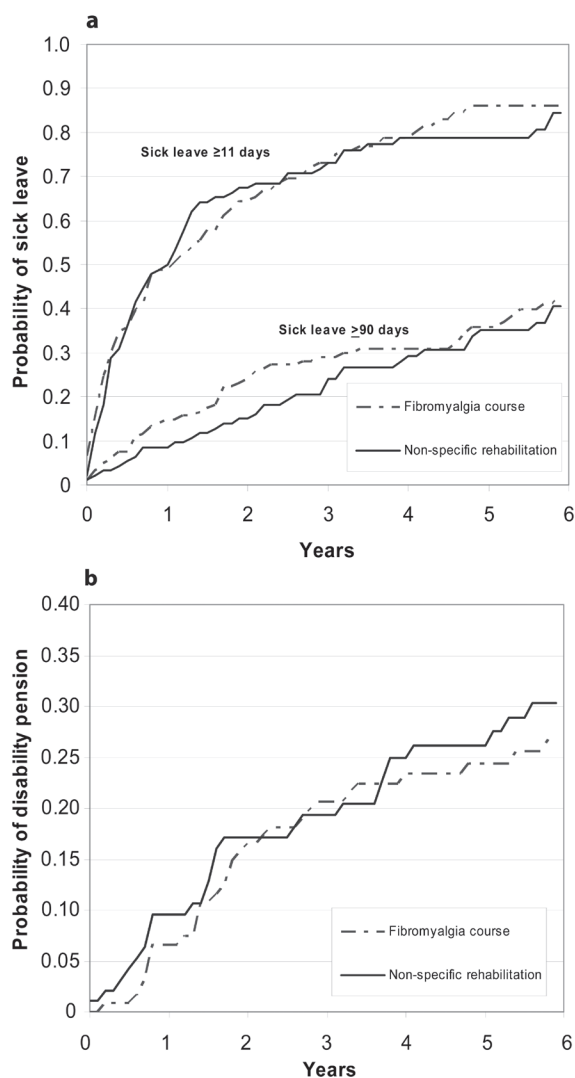 a
1.0
0.9
0.8
0.7
0.6
0.5
0.4
0.3
0.2
0.1
0
Probability of sick leave
Sick leave ≥11 days
Sick leave ≥90 days
Fibromyalgia course
Non-specific rehabilitation
0 1 2 3 4 5 6
Years
b
0.40
0.35
0.30
0.25
0.20
0.15
0.10
0.05
0
Probability of disability pension
Fibromyalgia course
Non-specific rehabilitation
0 1 2 3 4 5 6
Years